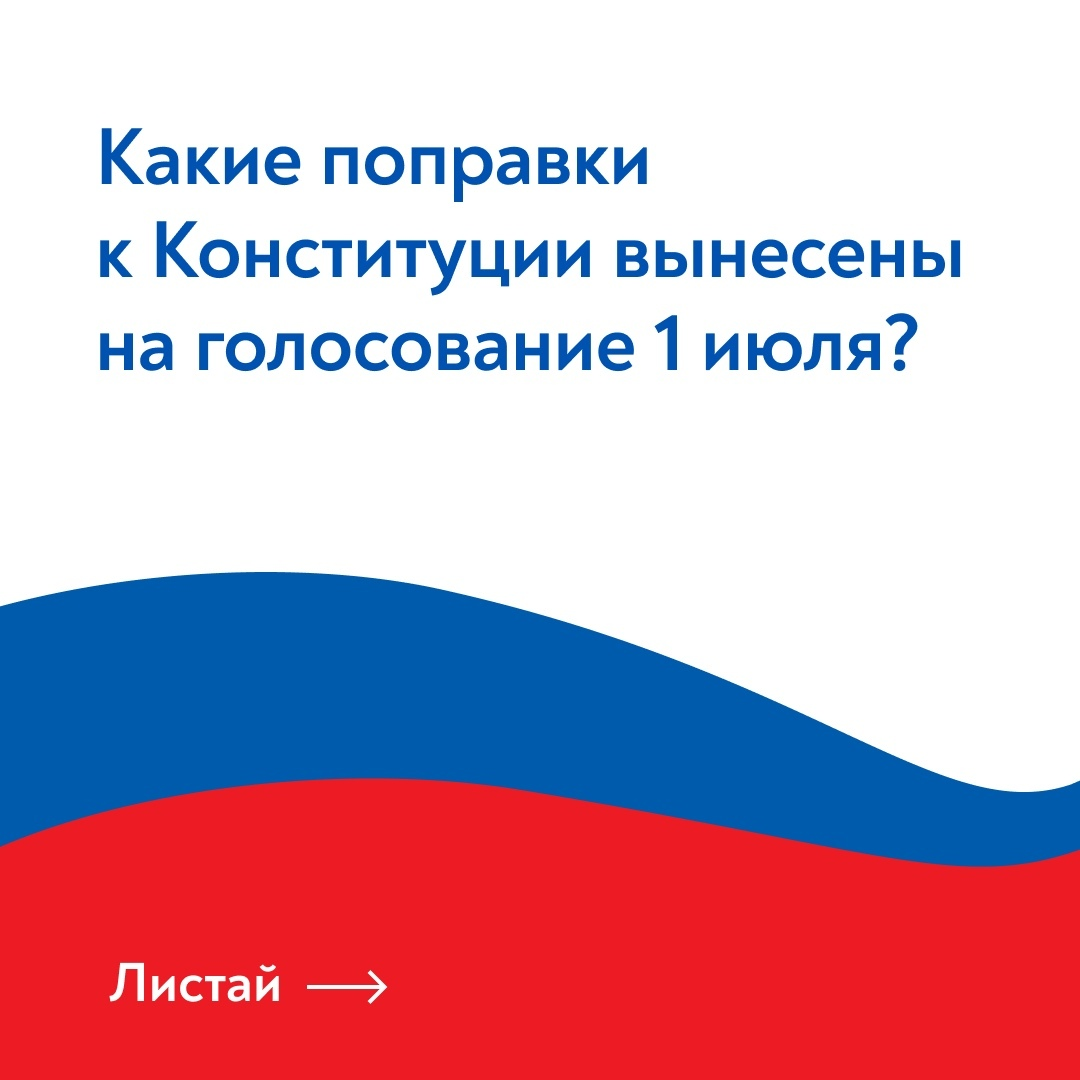 Какие поправки
к Конституции вынесены
на голосование 1 июля?
Листай